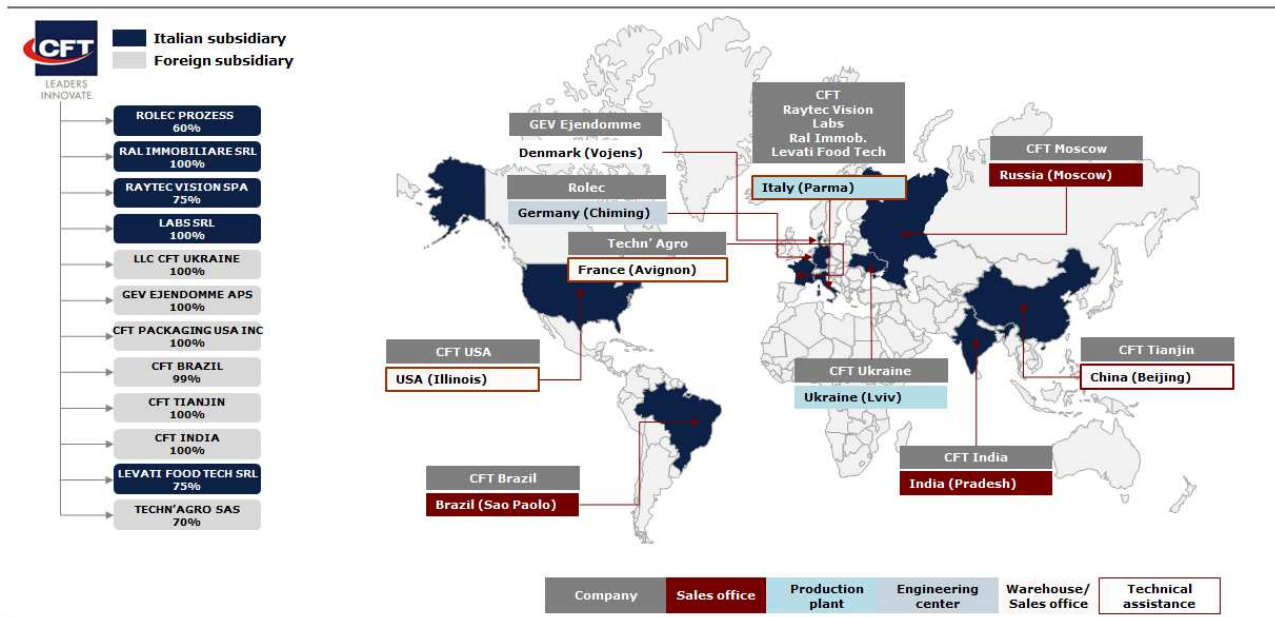 CFT
LEADERS
INNOVATE.
Italian subsidiary
Foreign subsidiary
ROLEC PROZESS
60%
RAL IMMOBILIARE SRL
100%
RAYTEC VISION SPA
75%
LABS SRL
100%
LLC CFT UKRAINE
100%
GEV EJENDOMME APS
100%
CFT PACKAGING USA INC
100%
CFT BRAZIL
99%
CFT TIANJIN
100%
CFT INDIA
100%
LEVATI FOOD TECH SRL
75%
TECHN'AGRO SAS
70%
GEV Ejendomme
Denmark (Vojens)
Rolec
Germany (Chiming)
Techn' Agro
France (Avignon)
CFT
Raytec Vision
Labs
Ral Immob.
Levati Food Tech
Italy (Parma)
CFT Moscow
Russia (Moscow)
CFT USA
USA (Illinois)
CFT Ukraine
Ukraine (Lviv)
CFT Tianjin
China (Beijing)
CFT Brazil
Brazil (Sao Paolo)
CFT India
India (Pradesh)
Company
Sales office
Production
plant
Engineering
center
Warehouse/
Sales office
Technical
assistance